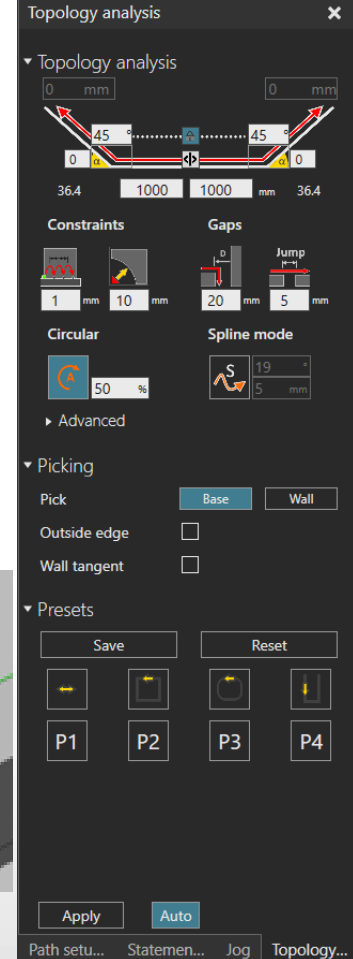 Topology analysis ×
Topology analysis
0 mm 0 mm
45 ° 45 °
0 α α 0
36.4 1000 1000 mm 36.4
Constraints Gaps
D Jump
1 mm 10 mm 20 mm 5 mm
Circular Spline mode
A 50 % S 19 °
5 mm
Advanced
Picking
Pick Base Wall
Outside edge
Wall tangent
Presets
Save Reset
P1 P2 P3 P4
Apply Auto
Path setu... Statemen... Jog Topology...